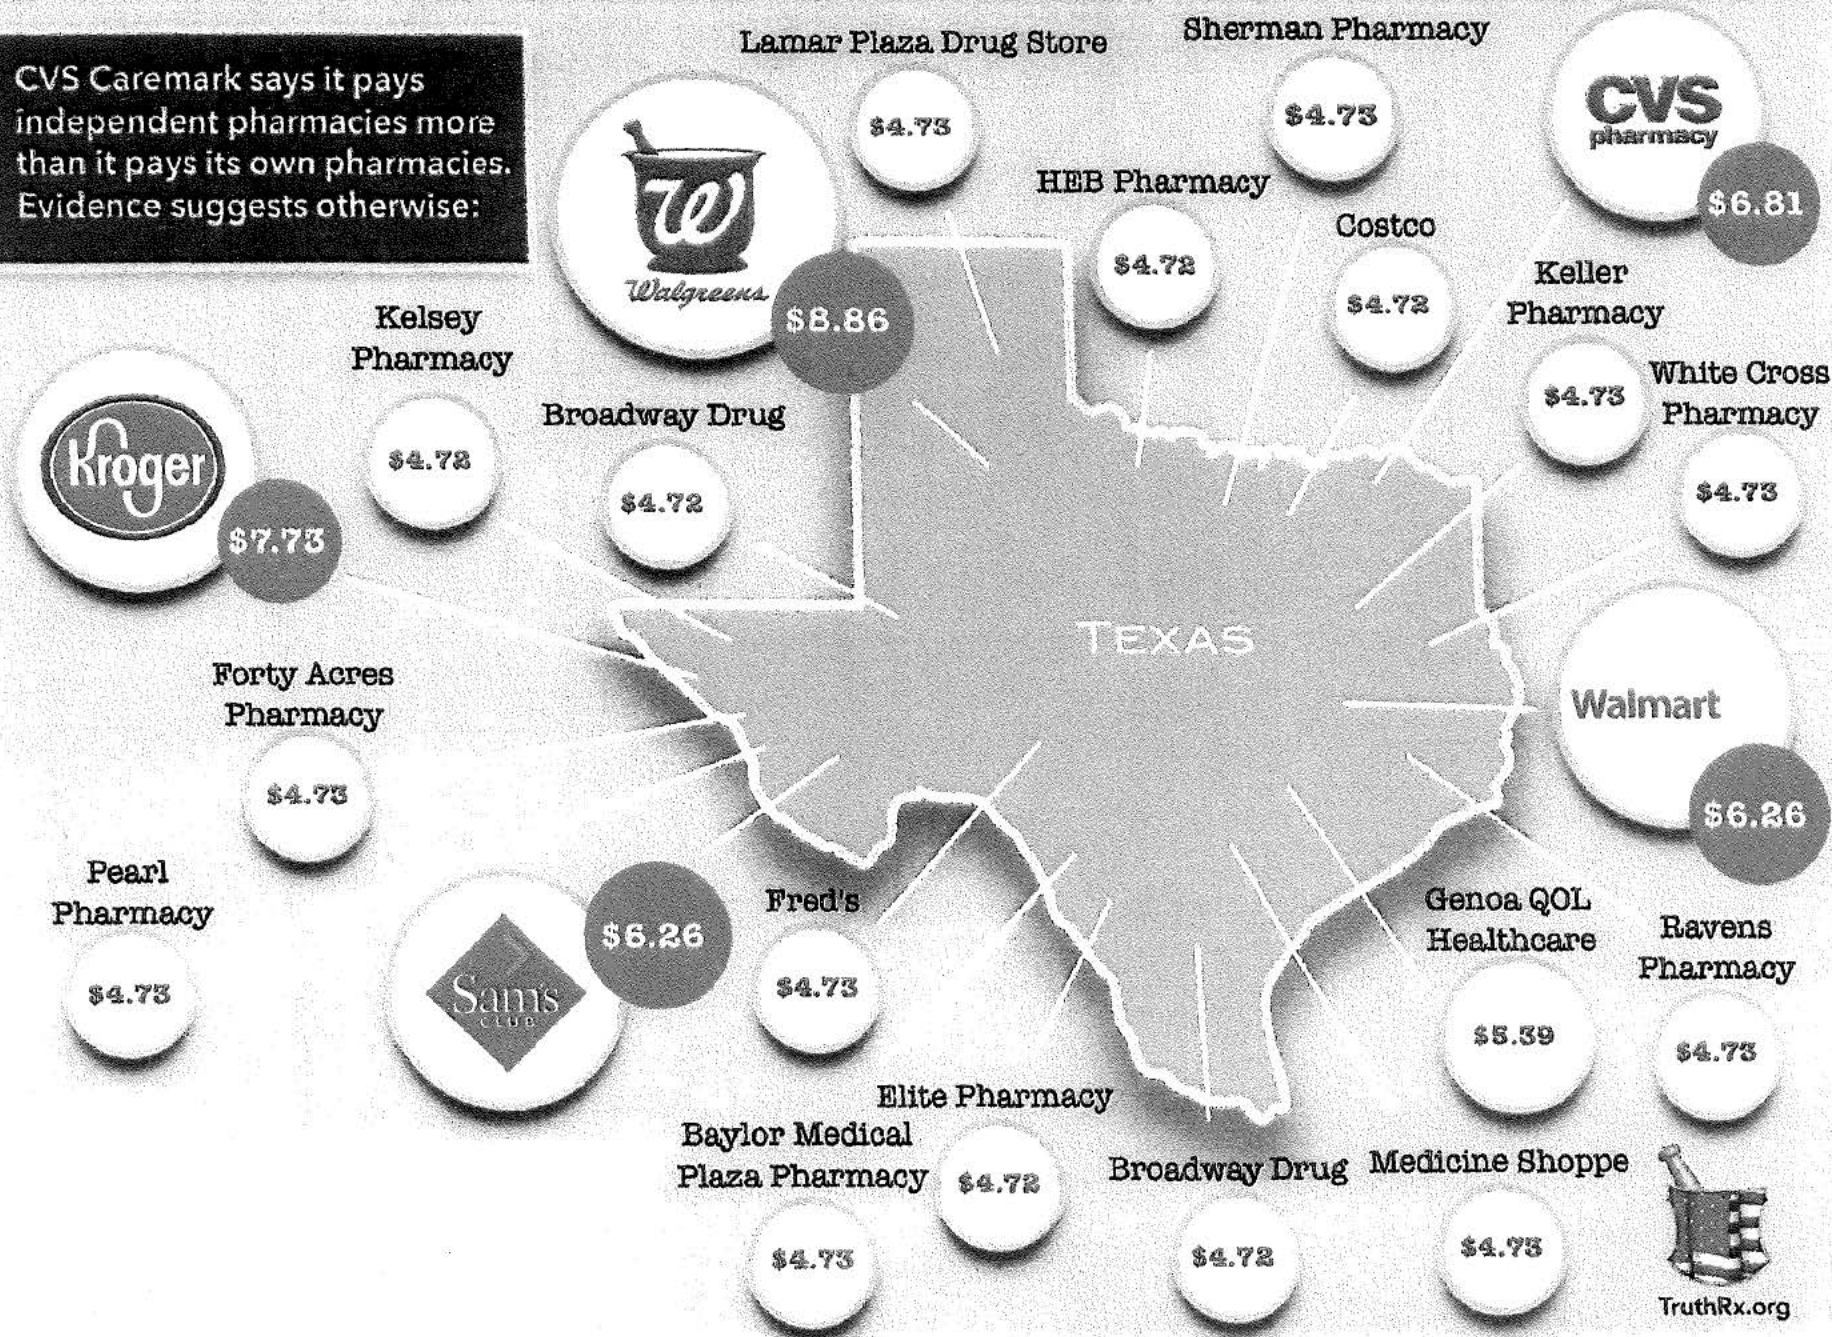 CVS Caremark says it pays
independent pharmacies more
than it pays its own pharmacies.
Evidence suggests otherwise:
Lamar Plaza Drug Store
$4.73
Sherman Pharmacy
$4.73
CVS
pharmacy
$6.81
W
Walgreens
$8.86
HEB Pharmacy
$4.72
Costco
$4.72
Keller
Pharmacy
$4.73
White Cross
Pharmacy
$4.73
Kroger
$7.73
Kelsey
Pharmacy
$4.72
Broadway Drug
$4.72
TEXAS
Walmart
$6.26
Forty Acres
Pharmacy
$4.73
Pearl
Pharmacy
$4.73
Sam's
CLUB
$6.26
Fred's
$4.73
Genoa QOL
Healthcare
$5.39
Ravens
Pharmacy
$4.73
Elite Pharmacy
$4.72
Baylor Medical
Plaza Pharmacy
$4.73
Broadway Drug
$4.72
Medicine Shoppe
$4.73
TruthRx.org